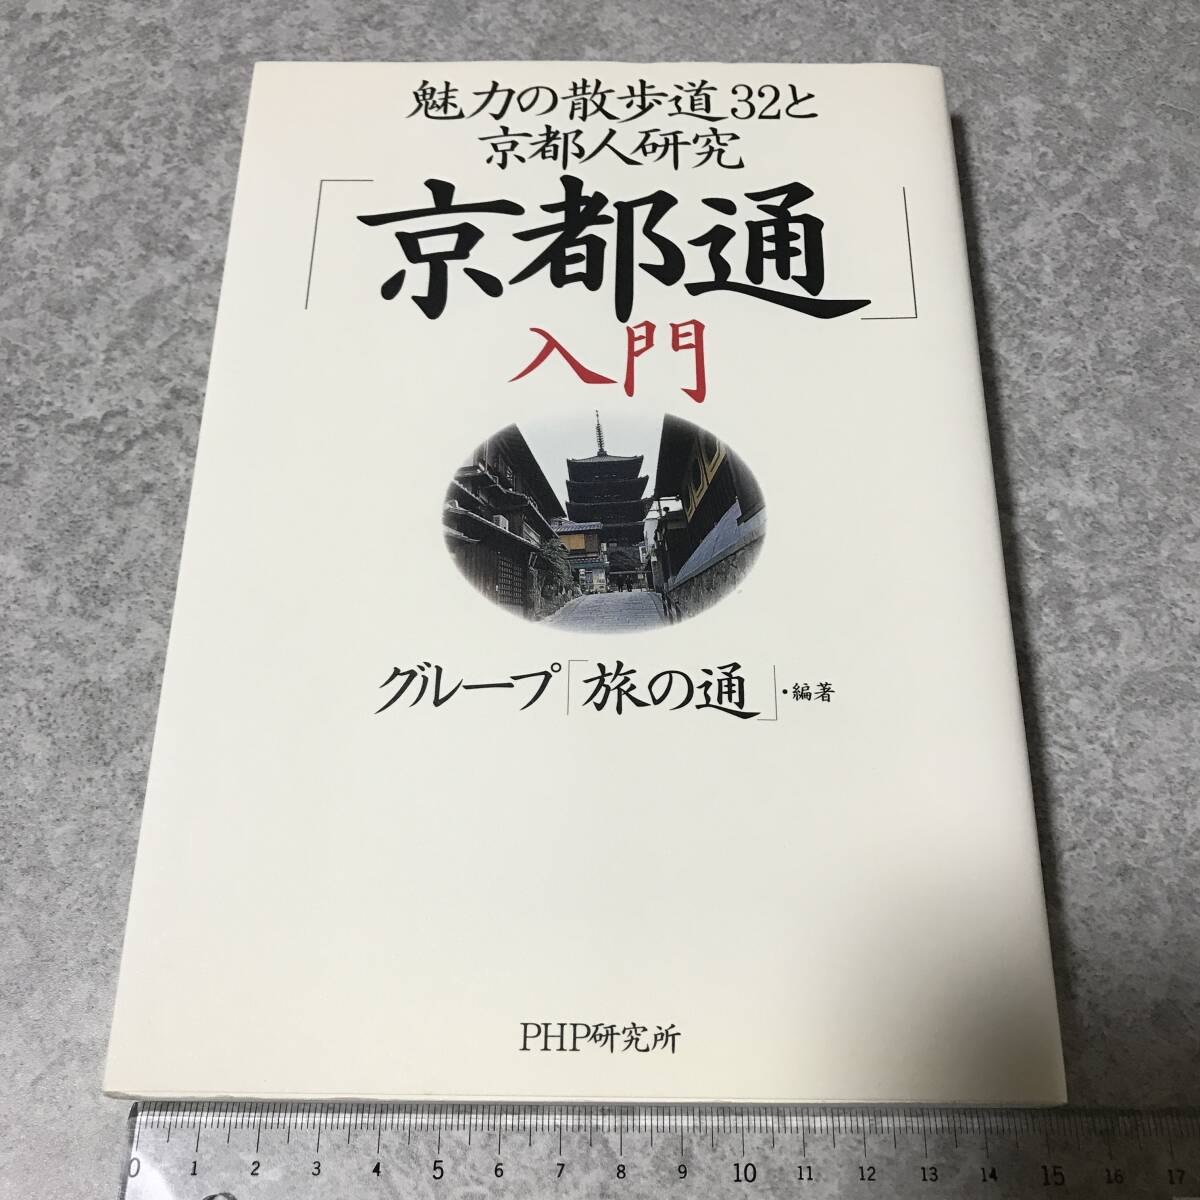 魅力の散歩道32と
京都人研究
「京都通」
入門
グループ「旅の通」・編著
PHP研究所
0 1 2 3 4 5 6 7 8 9 10 11 12 13 14 15 16 17